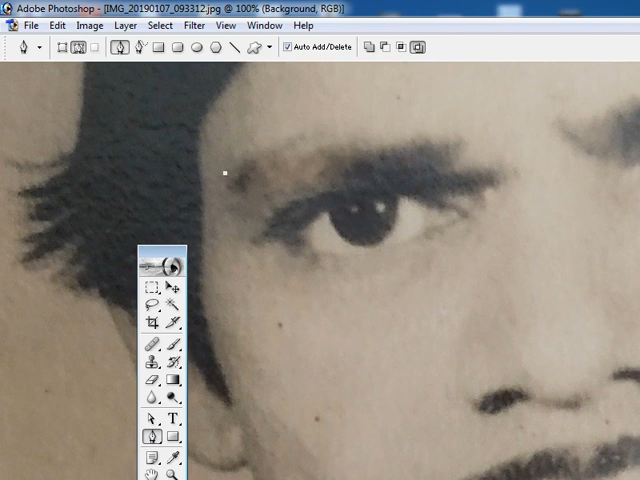 Adobe Photoshop - [IMG_20190107_093312.jpg @ 100% (Background, RGB)]
File Edit Image Layer Select Filter View Window Help
Auto Add/Delete
T